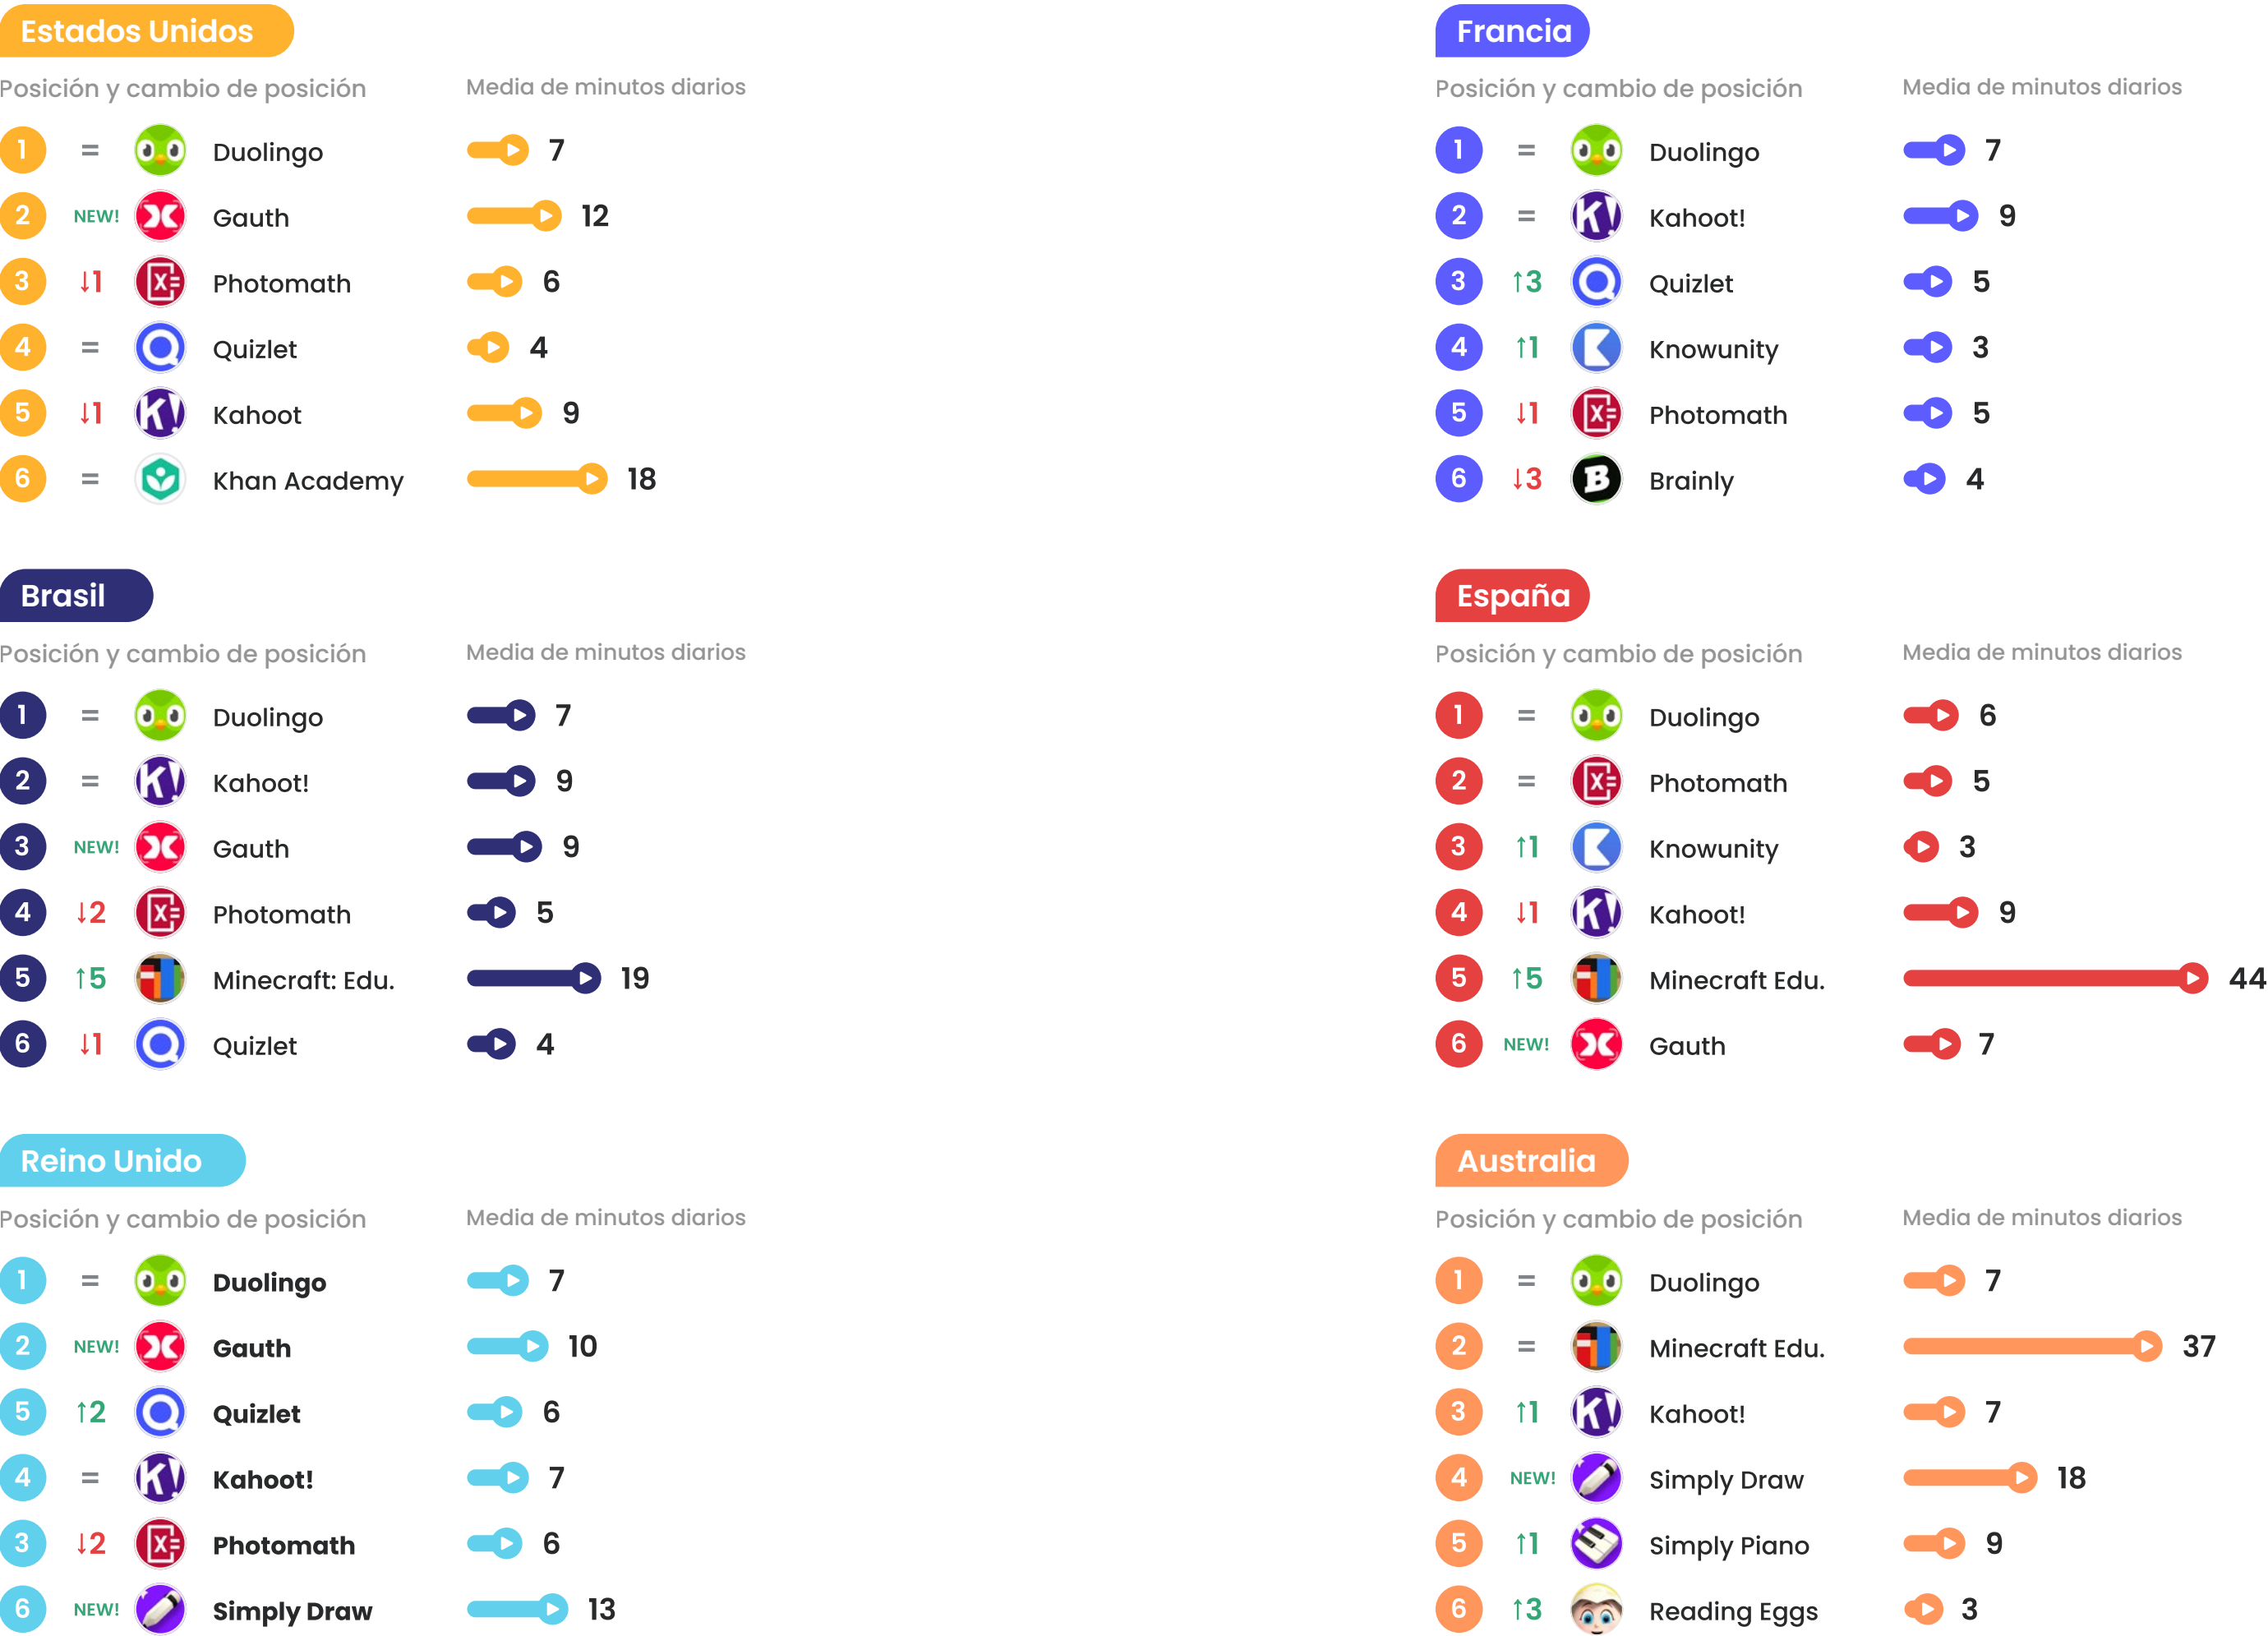 Estados Unidos
Posición y cambio de posición Media de minutos diarios
1 = Duolingo 7
2 NEW! Gauth 12
3 ↓1 Photomath 6
4 = Quizlet 4
5 ↓1 Kahoot 9
6 = Khan Academy 18
Francia
Posición y cambio de posición Media de minutos diarios
1 = Duolingo 7
2 = Kahoot! 9
3 ↑3 Quizlet 5
4 ↑1 Knowunity 3
5 ↓1 Photomath 5
6 ↓3 Brainly 4
Brasil
Posición y cambio de posición Media de minutos diarios
1 = Duolingo 7
2 = Kahoot! 9
3 NEW! Gauth 9
4 ↓2 Photomath 5
5 ↑5 Minecraft: Edu. 19
6 ↓1 Quizlet 4
España
Posición y cambio de posición Media de minutos diarios
1 = Duolingo 6
2 = Photomath 5
3 ↑1 Knowunity 3
4 ↓1 Kahoot! 9
5 ↑5 Minecraft Edu. 44
6 NEW! Gauth 7
Reino Unido
Posición y cambio de posición Media de minutos diarios
1 = Duolingo 7
2 NEW! Gauth 10
5 ↑2 Quizlet 6
4 = Kahoot! 7
3 ↓2 Photomath 6
6 NEW! Simply Draw 13
Australia
Posición y cambio de posición Media de minutos diarios
1 = Duolingo 7
2 = Minecraft Edu. 37
3 ↑1 Kahoot! 7
4 NEW! Simply Draw 18
5 ↑1 Simply Piano 9
6 ↑3 Reading Eggs 3